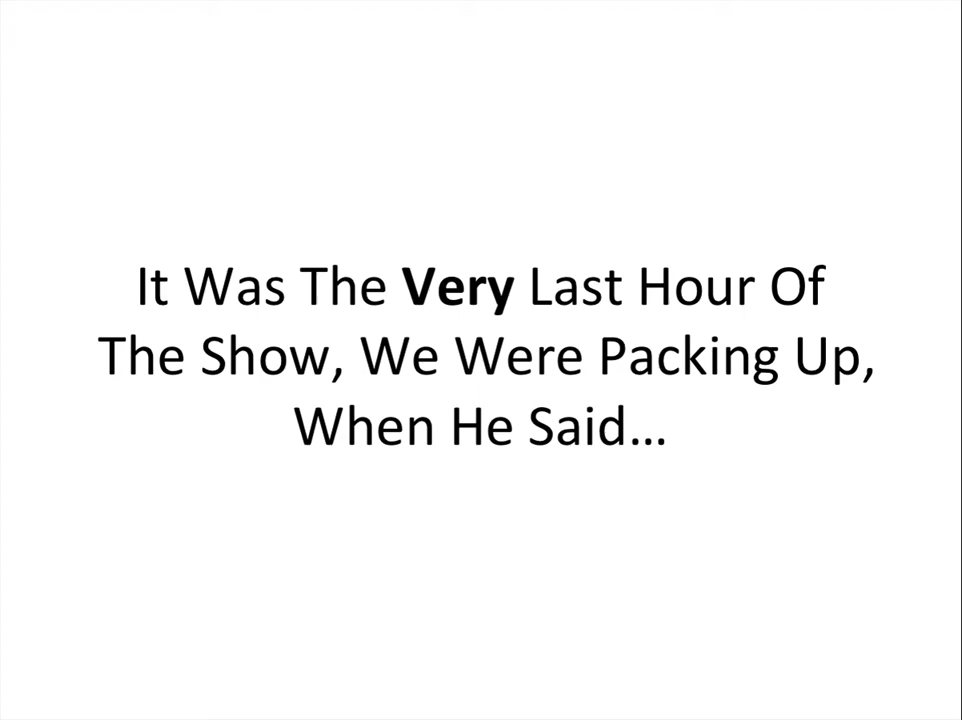 It Was The Very Last Hour Of
The Show, We Were Packing Up,
When He Said...